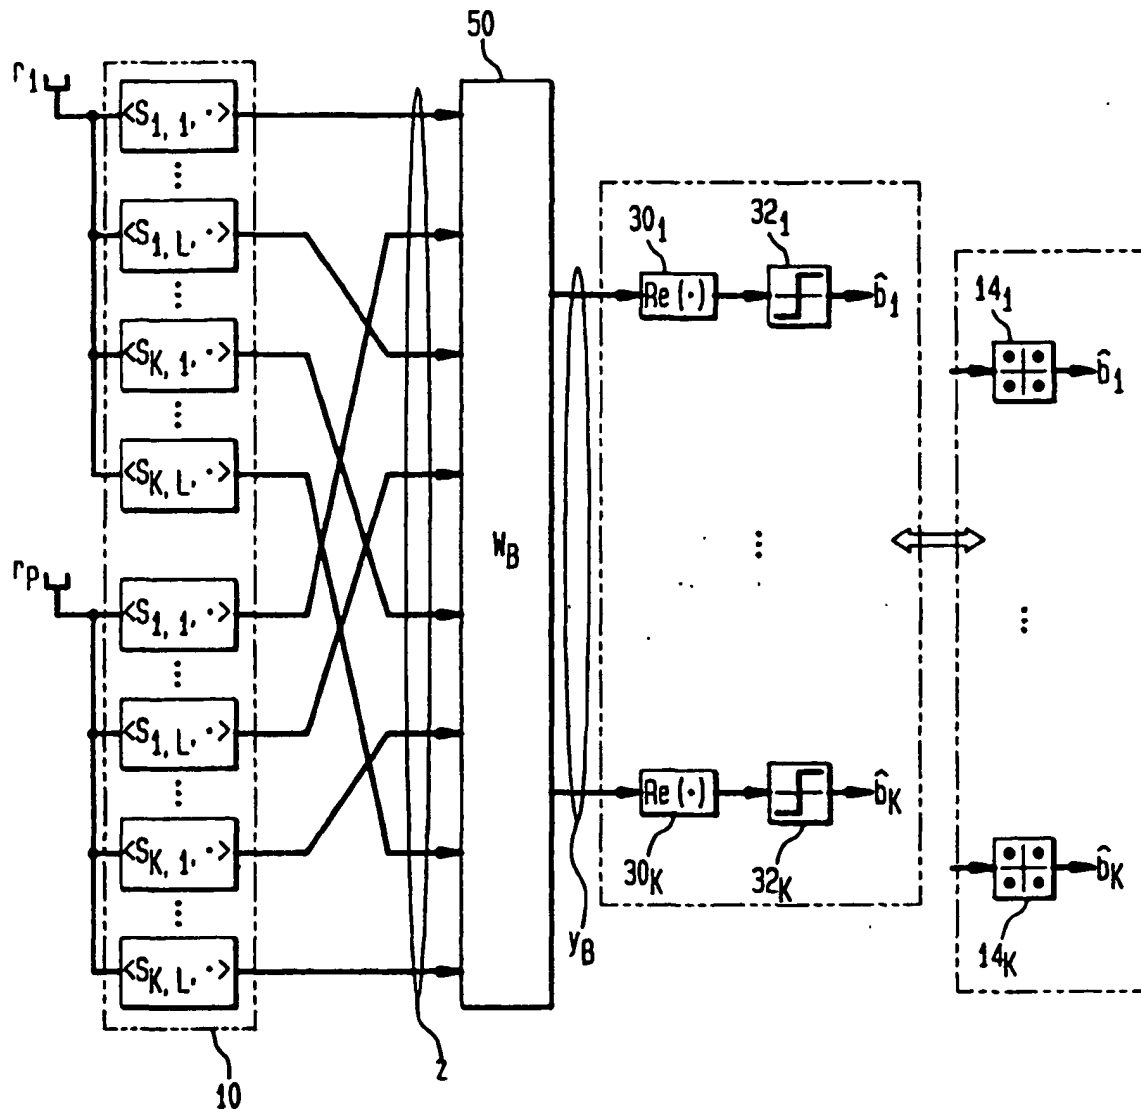 50
r1
<S1,1, ·>
⋮
<S1,L, ·>
⋮
<SK,1, ·>
⋮
<SK,L, ·>
rP
<S1,1, ·>
⋮
<S1,L, ·>
⋮
<SK,1, ·>
⋮
<SK,L, ·>
10
z
WB
yB
301
321
Re(·)
b̂1
⋮
Re(·)
b̂K
30K
32K
141
b̂1
⋮
b̂K
14K